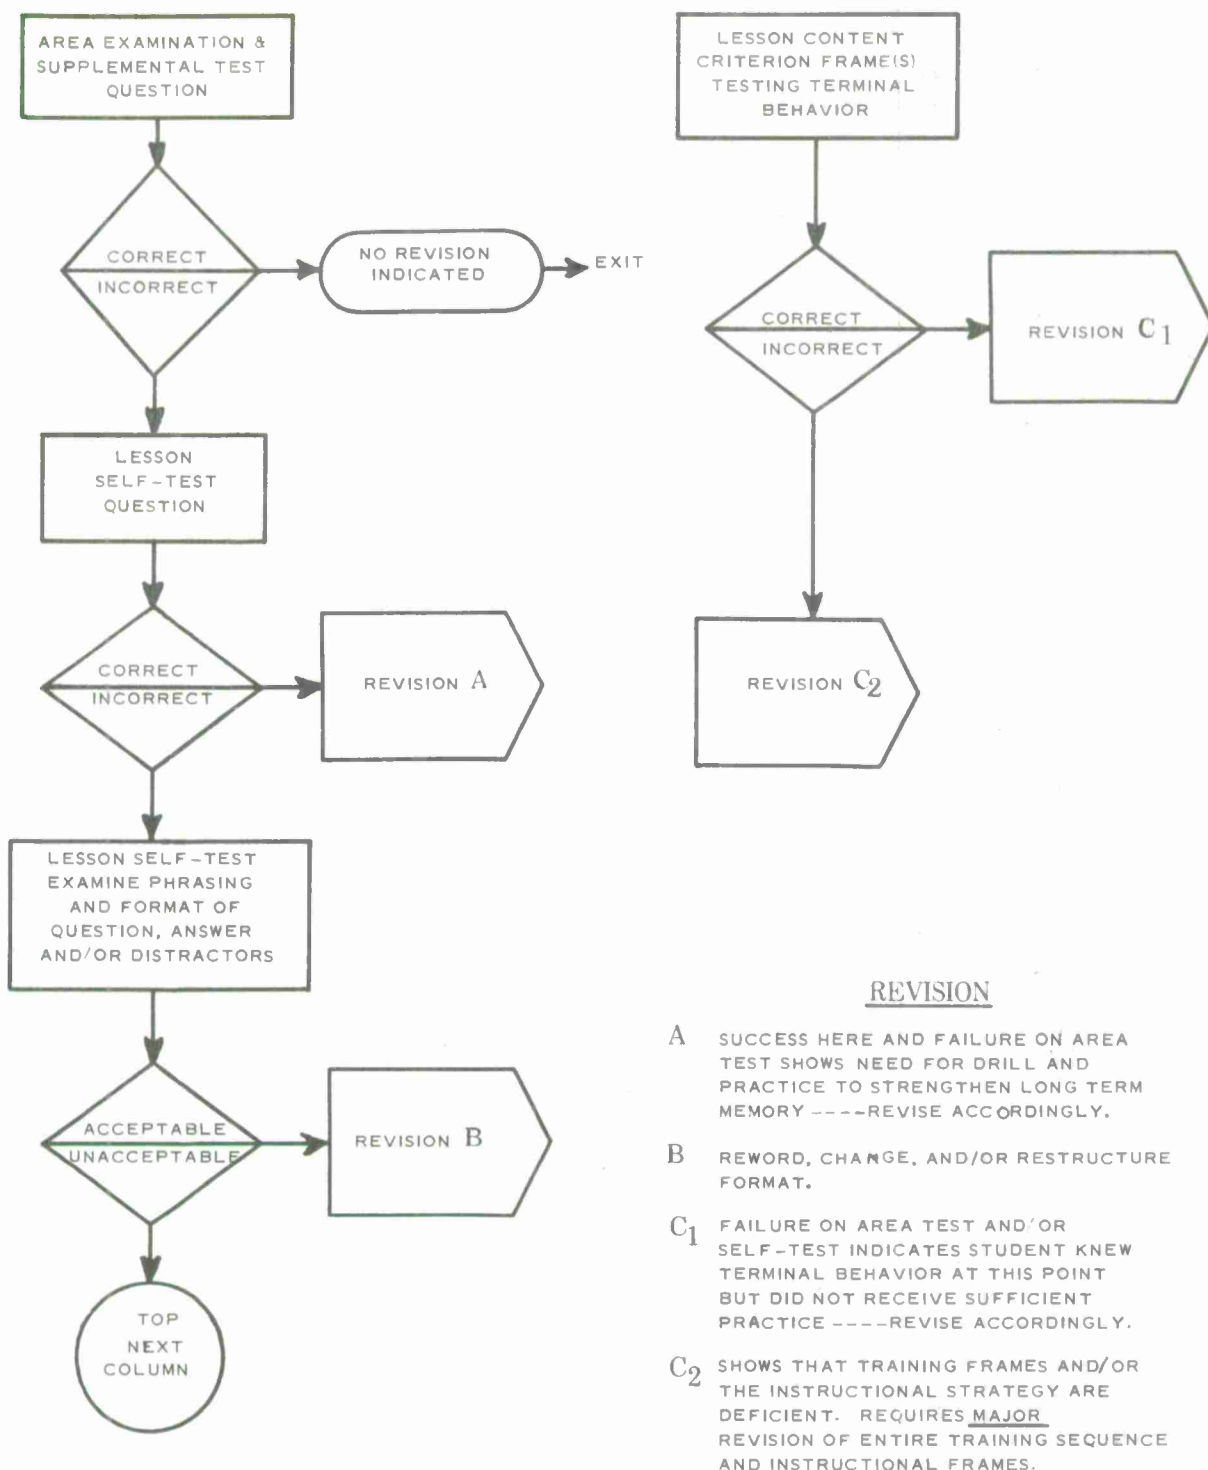 AREA EXAMINATION &
SUPPLEMENTAL TEST
QUESTION
CORRECT
INCORRECT
NO REVISION
INDICATED
EXIT
LESSON
SELF-TEST
QUESTION
CORRECT
INCORRECT
REVISION A
LESSON SELF-TEST
EXAMINE PHRASING
AND FORMAT OF
QUESTION, ANSWER
AND/OR DISTRACTORS
ACCEPTABLE
UNACCEPTABLE
REVISION B
TOP
NEXT
COLUMN
LESSON CONTENT
CRITERION FRAME(S)
TESTING TERMINAL
BEHAVIOR
CORRECT
INCORRECT
REVISION C1
REVISION C2
REVISION
A SUCCESS HERE AND FAILURE ON AREA
TEST SHOWS NEED FOR DRILL AND
PRACTICE TO STRENGTHEN LONG TERM
MEMORY ----REVISE ACCORDINGLY.
B REWORD, CHANGE, AND/OR RESTRUCTURE
FORMAT.
C1 FAILURE ON AREA TEST AND/OR
SELF-TEST INDICATES STUDENT KNEW
TERMINAL BEHAVIOR AT THIS POINT
BUT DID NOT RECEIVE SUFFICIENT
PRACTICE ----REVISE ACCORDINGLY.
C2 SHOWS THAT TRAINING FRAMES AND/OR
THE INSTRUCTIONAL STRATEGY ARE
DEFICIENT. REQUIRES MAJOR
REVISION OF ENTIRE TRAINING SEQUENCE
AND INSTRUCTIONAL FRAMES.